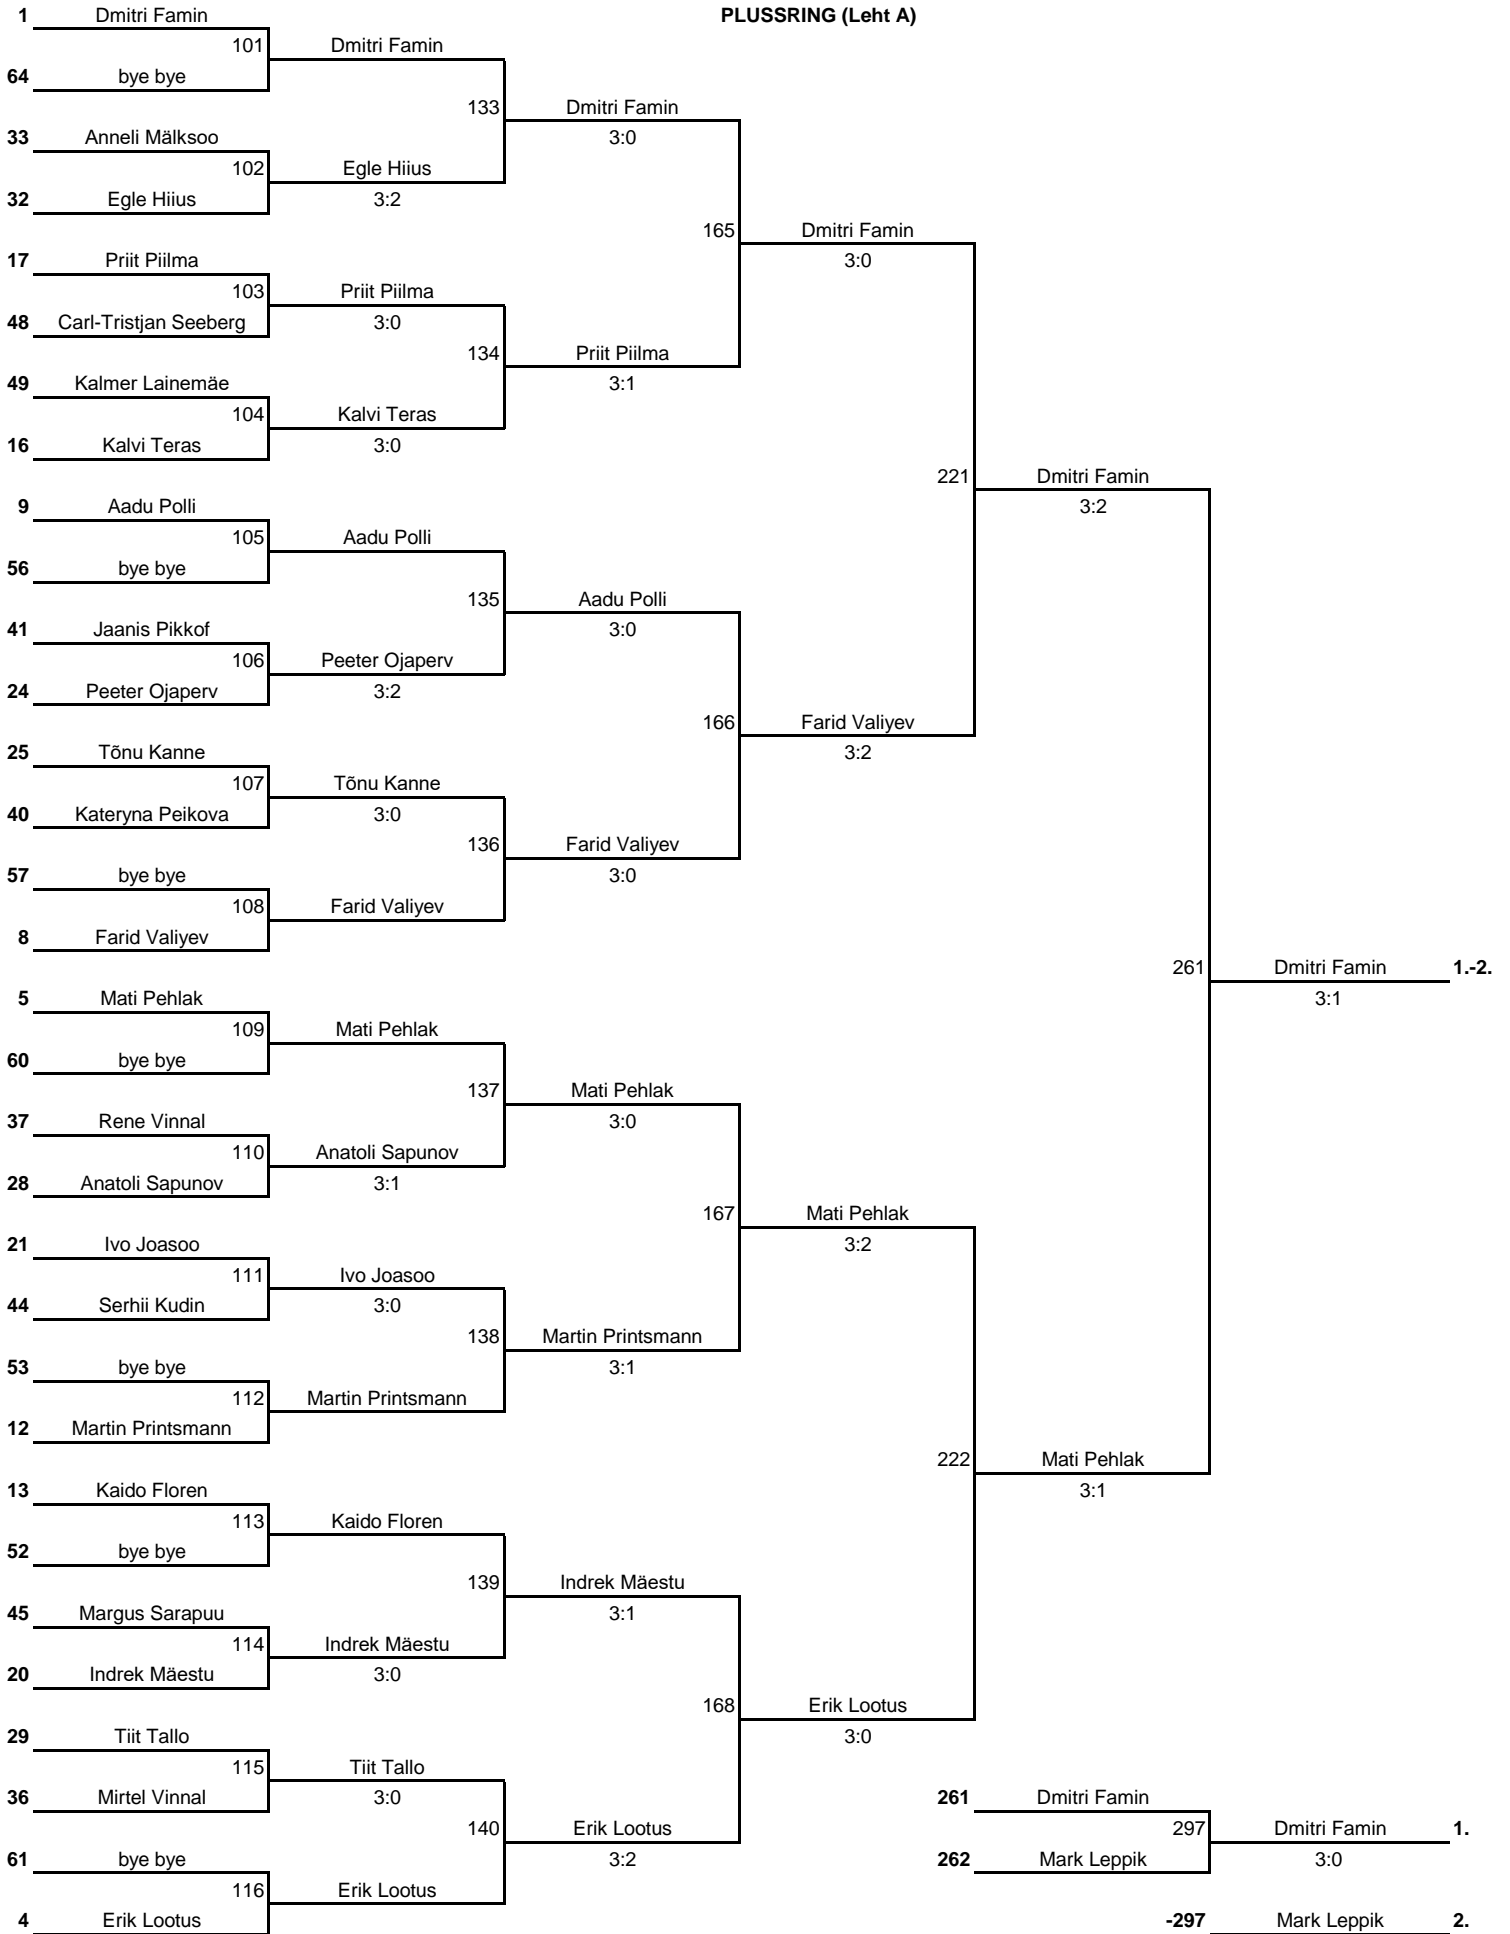 PLUSSRING (Leht A)
1 Dmitri Famin
101 Dmitri Famin
64 bye bye
133 Dmitri Famin
3:0
33 Anneli Mälksoo
102 Egle Hiius
32 Egle Hiius 3:2
165 Dmitri Famin
3:0
17 Priit Piilma
103 Priit Piilma
48 Carl-Tristjan Seeberg 3:0
134 Priit Piilma
3:1
49 Kalmer Lainemäe
104 Kalvi Teras
16 Kalvi Teras 3:0
221 Dmitri Famin
3:2
9 Aadu Polli
105 Aadu Polli
56 bye bye
135 Aadu Polli
3:0
41 Jaanis Pikkof
106 Peeter Ojaperv
24 Peeter Ojaperv 3:2
166 Farid Valiyev
3:2
25 Tõnu Kanne
107 Tõnu Kanne
40 Kateryna Peikova 3:0
136 Farid Valiyev
3:0
57 bye bye
108 Farid Valiyev
8 Farid Valiyev
261 Dmitri Famin 1.-2.
3:1
5 Mati Pehlak
109 Mati Pehlak
60 bye bye
137 Mati Pehlak
3:0
37 Rene Vinnal
110 Anatoli Sapunov
28 Anatoli Sapunov 3:1
167 Mati Pehlak
3:2
21 Ivo Joasoo
111 Ivo Joasoo
44 Serhii Kudin 3:0
138 Martin Printsmann
3:1
53 bye bye
112 Martin Printsmann
12 Martin Printsmann
222 Mati Pehlak
3:1
13 Kaido Floren
113 Kaido Floren
52 bye bye
139 Indrek Mäestu
3:1
45 Margus Sarapuu
114 Indrek Mäestu
20 Indrek Mäestu 3:0
168 Erik Lootus
3:0
29 Tiit Tallo
115 Tiit Tallo
36 Mirtel Vinnal 3:0
140 Erik Lootus
3:2
61 bye bye
116 Erik Lootus
4 Erik Lootus
261 Dmitri Famin
297 Dmitri Famin 1.
262 Mark Leppik 3:0
-297 Mark Leppik 2.